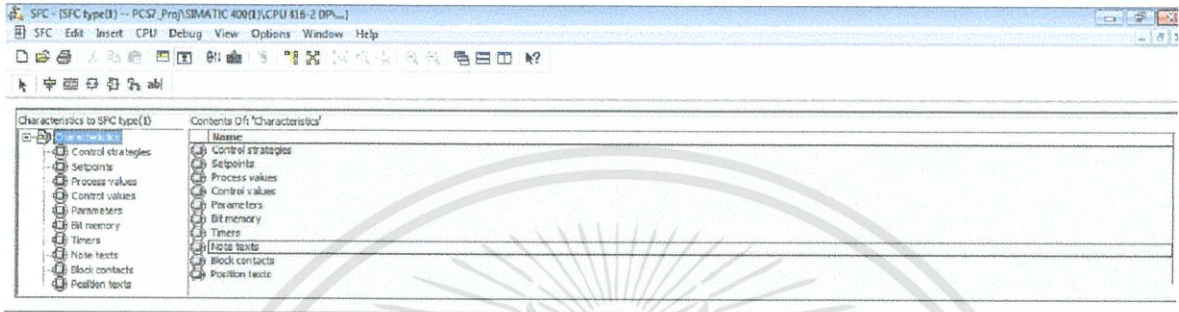 SFC - [SFC type(1) -- PCS7_Proj\SIMATIC 400(1)\CPU 416-2 DP\...]
SFC Edit Insert CPU Debug View Options Window Help
abl
Characteristics to SFC type(1)
Characteristics
Control strategies
Setpoints
Process values
Control values
Parameters
Bit memory
Timers
Note texts
Block contacts
Position texts
Contents Of: 'Characteristics'
Name
Control strategies
Setpoints
Process values
Control values
Parameters
Bit memory
Timers
Note texts
Block contacts
Position texts